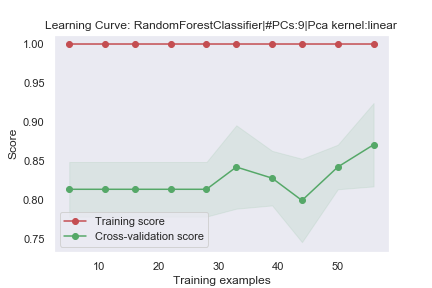 Learning Curve: RandomForestClassifier|#PCs:9|Pca kernel:linear
1.00
0.95
0.90
0.85
0.80
0.75
Score
Training score
Cross-validation score
10 20 30 40 50
Training examples